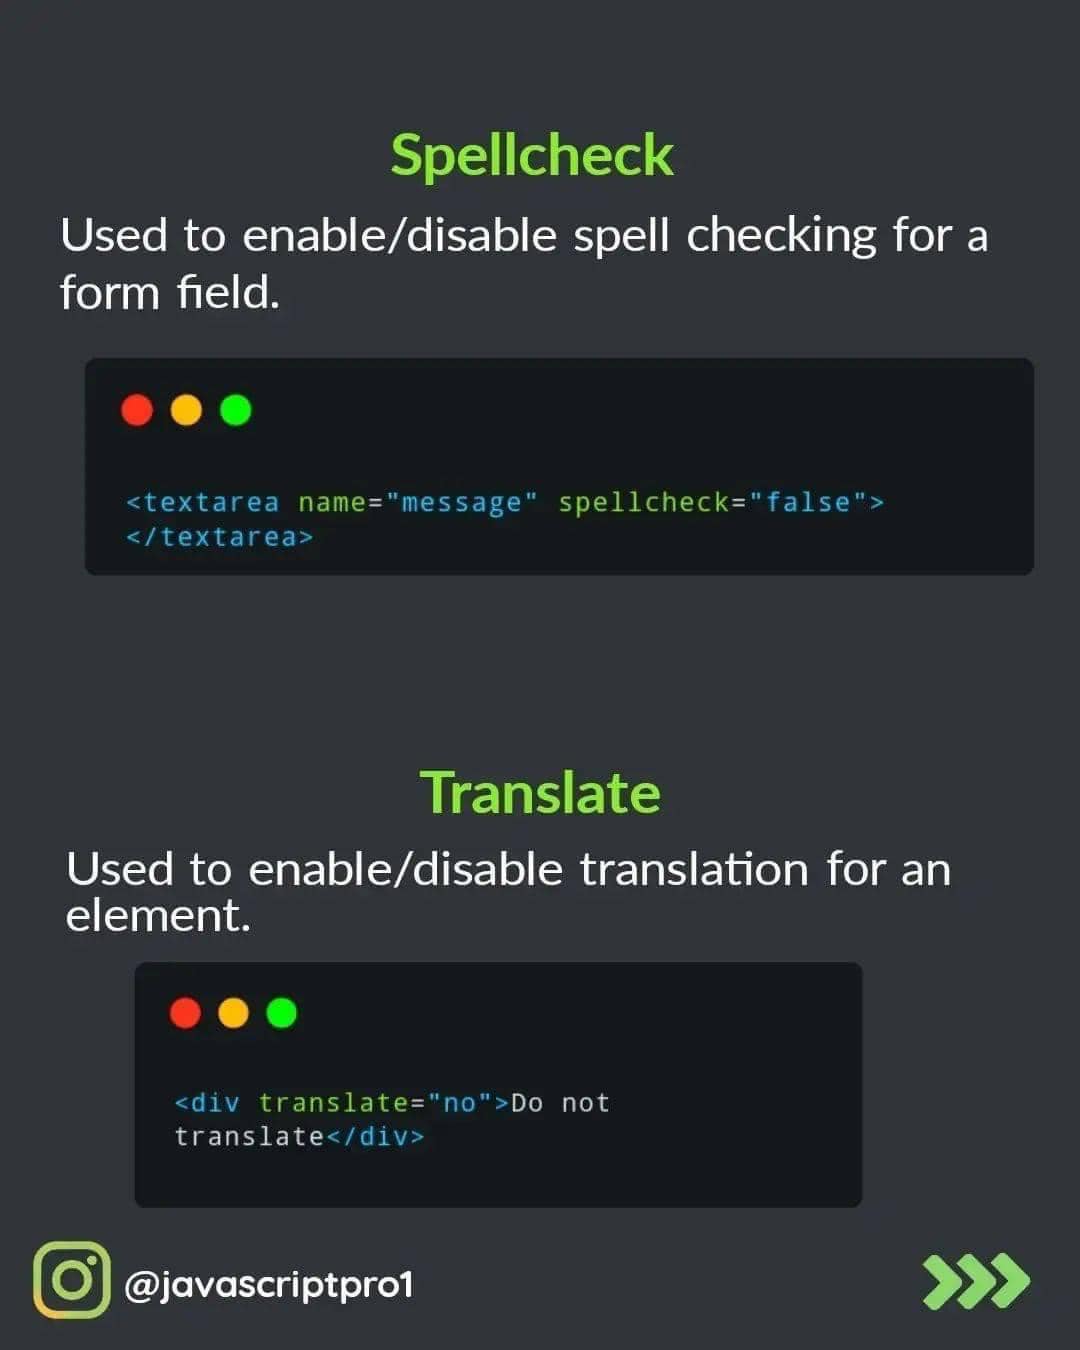 Spellcheck
Used to enable/disable spell checking for a
form field.
<textarea name="message" spellcheck="false">
</textarea>
Translate
Used to enable/disable translation for an
element.
<div translate="no">Do not
translate</div>
@javascriptpro1